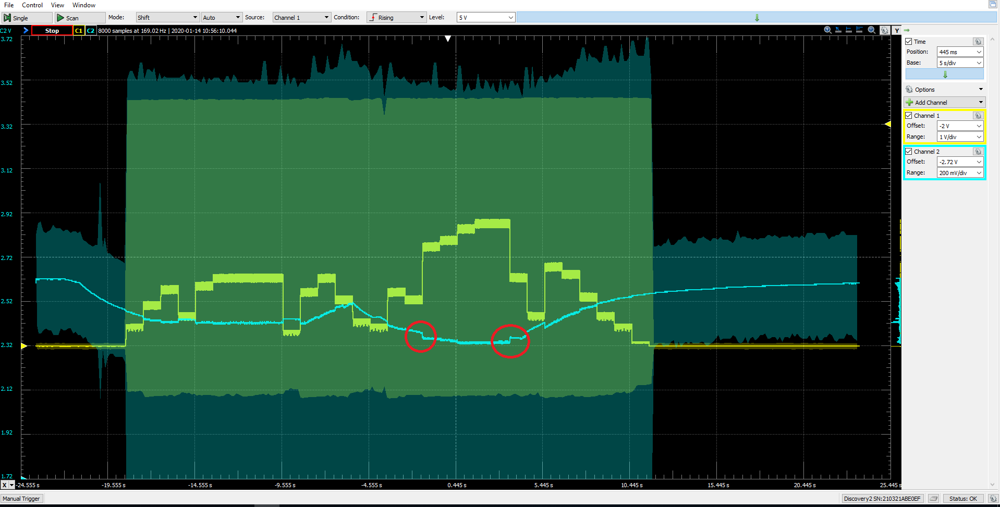 File Control View Window
Single Scan Mode: Shift Auto Source: Channel 1 Condition: Rising Level: 5 V
C2 V Stop C1 C2 8000 samples at 169.02 Hz | 2020-01-14 10:56:10.044 Y
3.72
3.52
3.32
3.12
2.92
2.72
2.52
2.32
2.12
1.92
1.72
X -24.555 s -19.555 s -14.555 s -9.555 s -4.555 s 0.445 s 5.445 s 10.445 s 15.445 s 20.445 s 25.445 s
Time
Position: 445 ms
Base: 5 s/div
Options
Add Channel
Channel 1
Offset: -2 V
Range: 1 V/div
Channel 2
Offset: -2.72 V
Range: 200 mV/div
Manual Trigger Discovery2 SN:210321ABE0EF Status: OK